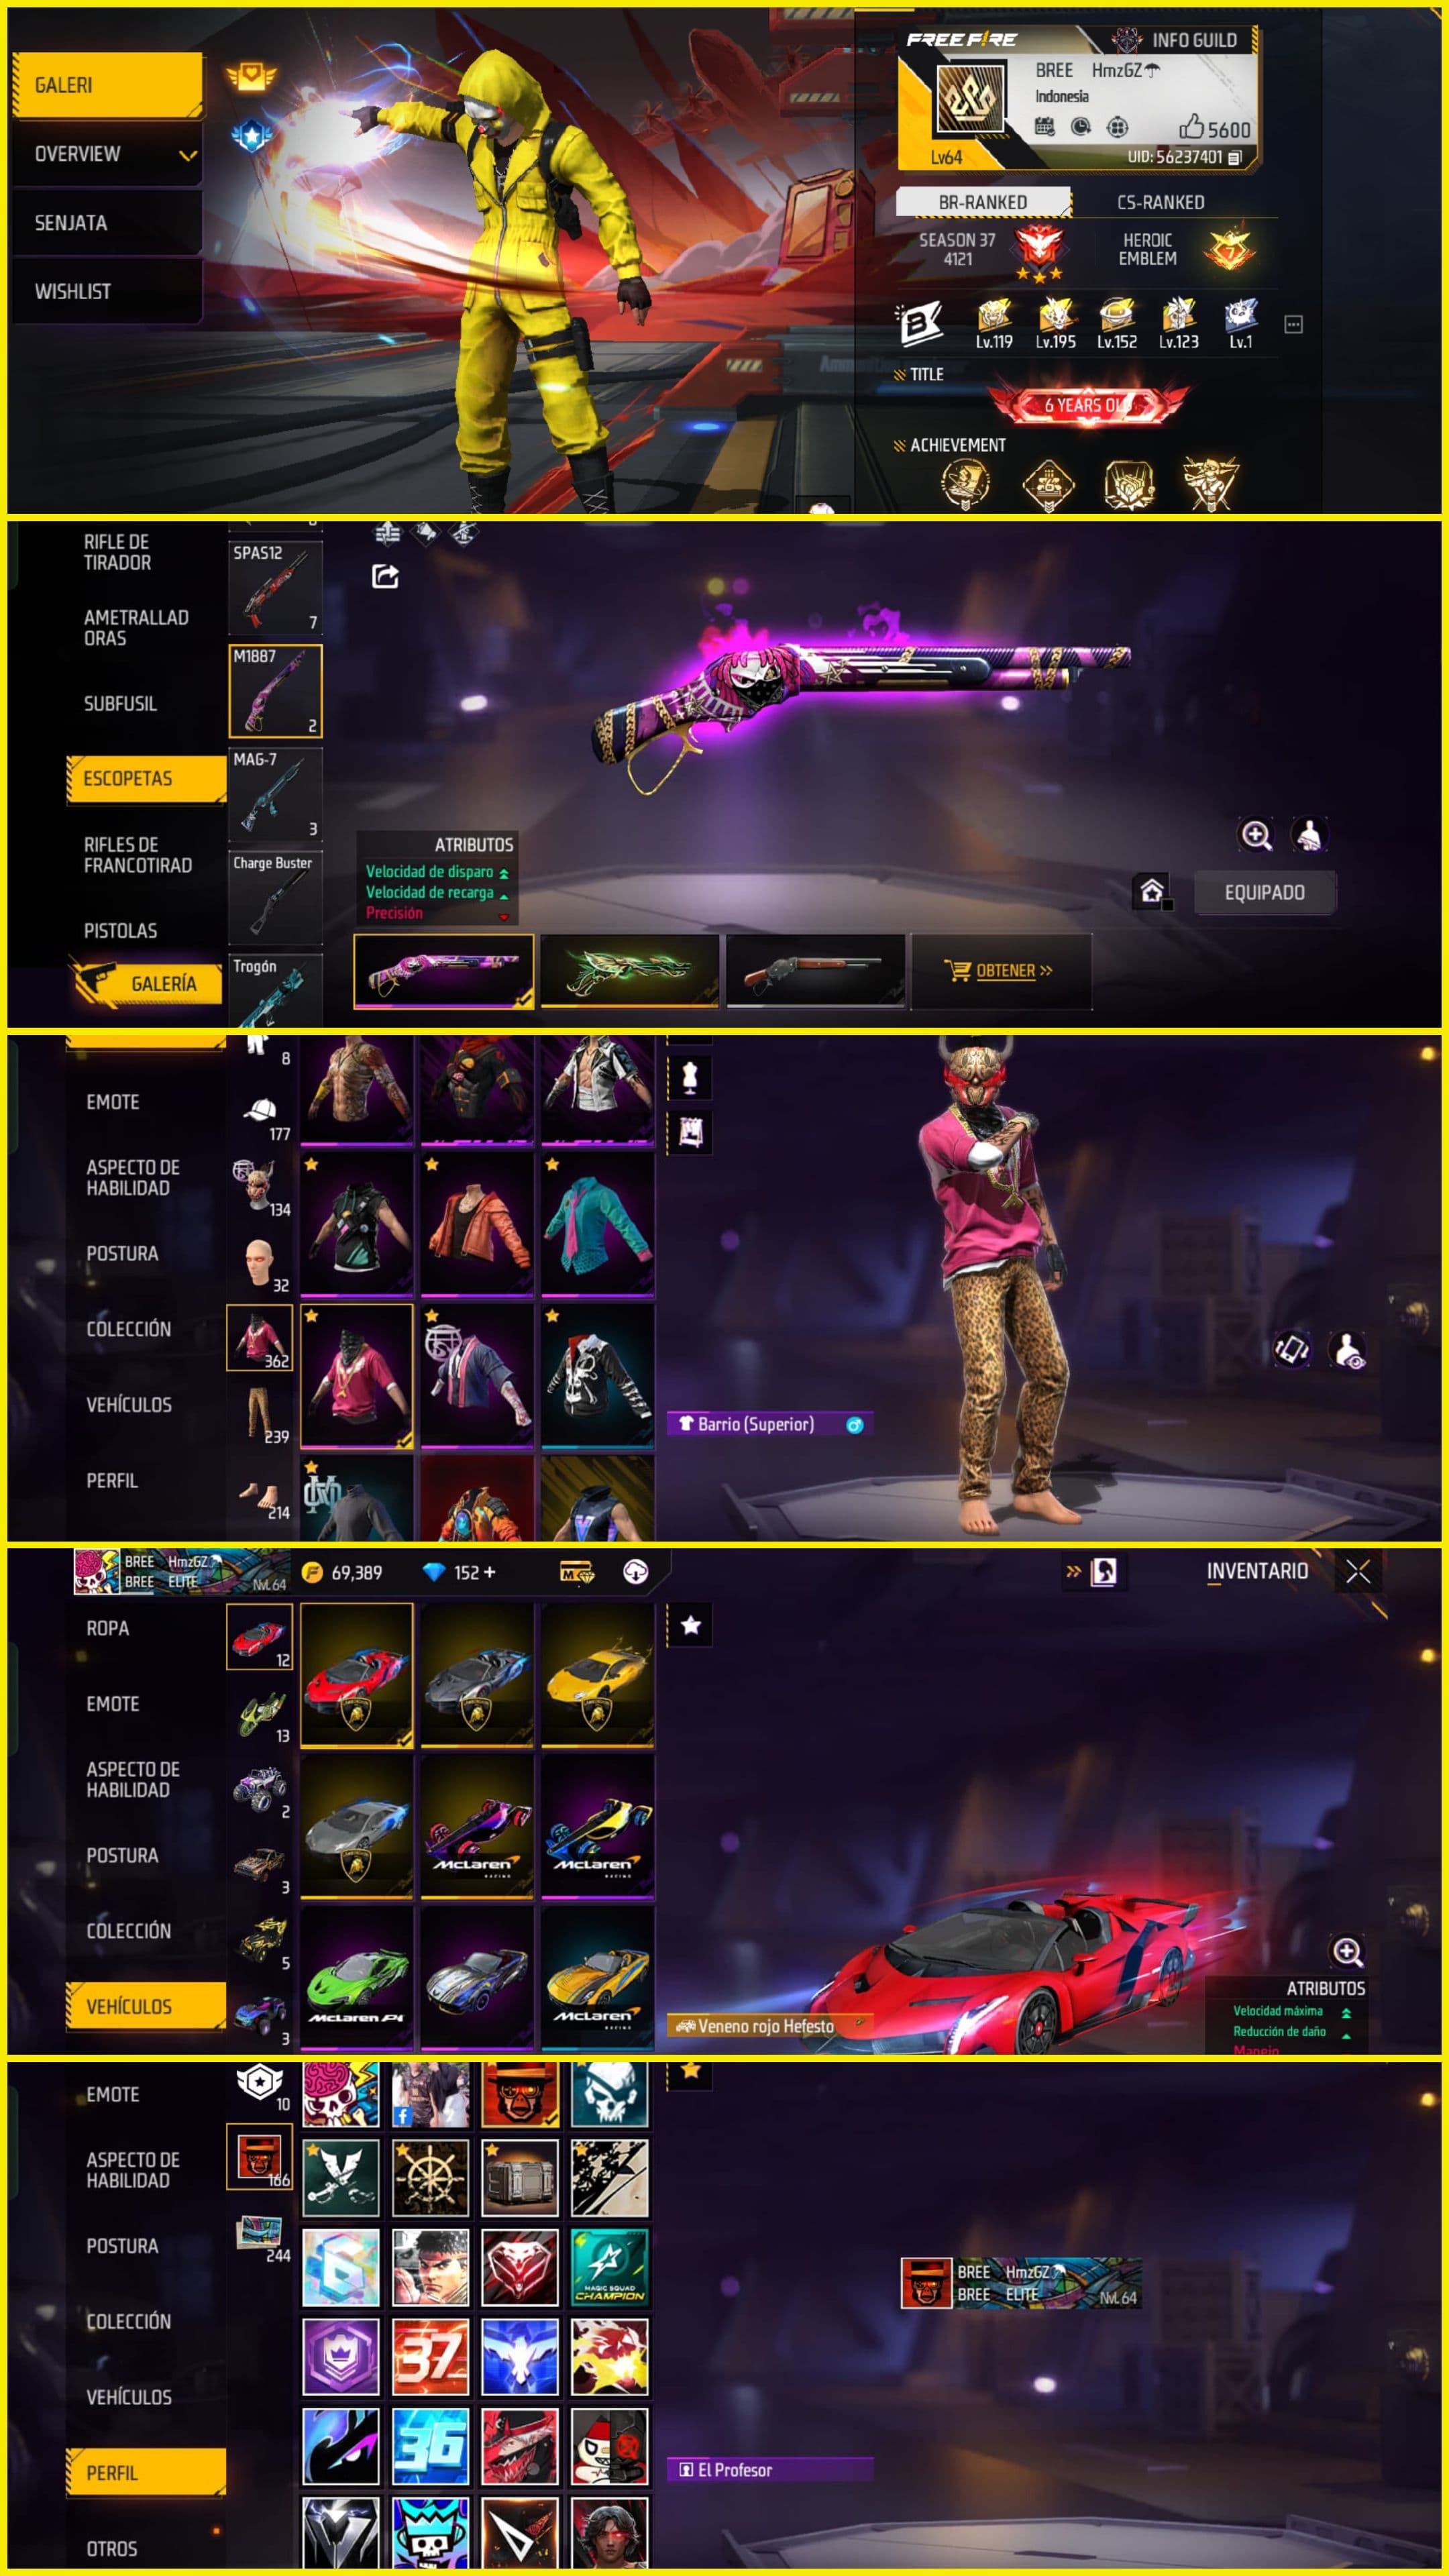 GALERI
OVERVIEW
SENJATA
WISHLIST
FREE FIRE
INFO GUILD
BREE HmzGZ
Indonesia
5600
Lv64
UID: 56237401
BR-RANKED
CS-RANKED
SEASON 37
4121
HEROIC
EMBLEM
7
B
Lv.119
Lv.195
Lv.152
Lv.123
Lv.1
TITLE
6 YEARS OLD
ACHIEVEMENT
RIFLE DE
TIRADOR
AMETRALLAD
ORAS
SUBFUSIL
ESCOPETAS
RIFLES DE
FRANCOTIRAD
PISTOLAS
GALERÍA
SPAS12
7
M1887
2
MAG-7
3
Charge Buster
Trogón
ATRIBUTOS
Velocidad de disparo
Velocidad de recarga
Precisión
EQUIPADO
OBTENER >>
EMOTE
ASPECTO DE
HABILIDAD
POSTURA
COLECCIÓN
VEHÍCULOS
PERFIL
8
177
134
32
362
239
214
Barrio (Superior)
BREE HmzGZ
BREE ELITE
Nvl. 64
69,389
152 +
INVENTARIO
ROPA
EMOTE
ASPECTO DE
HABILIDAD
POSTURA
COLECCIÓN
VEHÍCULOS
12
13
2
3
5
3
McLaren
RACING
McLaren
RACING
McLaren P1
McLaren
RACING
Veneno rojo Hefesto
ATRIBUTOS
Velocidad máxima
Reducción de daño
Manejo
EMOTE
ASPECTO DE
HABILIDAD
POSTURA
COLECCIÓN
VEHÍCULOS
PERFIL
OTROS
10
166
244
6
MAGIC SQUAD
CHAMPION
37
36
BREE HmzGZ
BREE ELITE
Nvl. 64
El Profesor